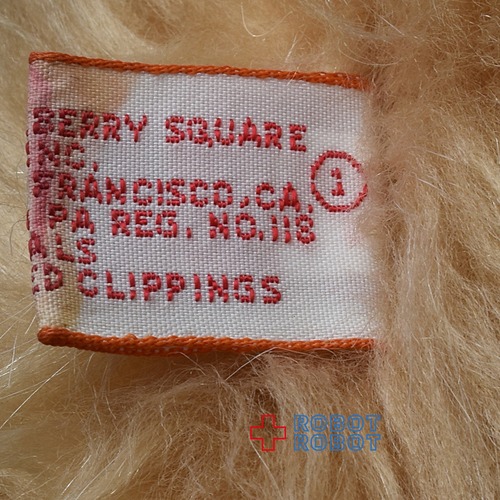 BERRY SQUARE
NC.
FRANCISCO, CA.
1
PA REG. NO. 118
ALS
D CLIPPINGS
ROBOT
ROBOT